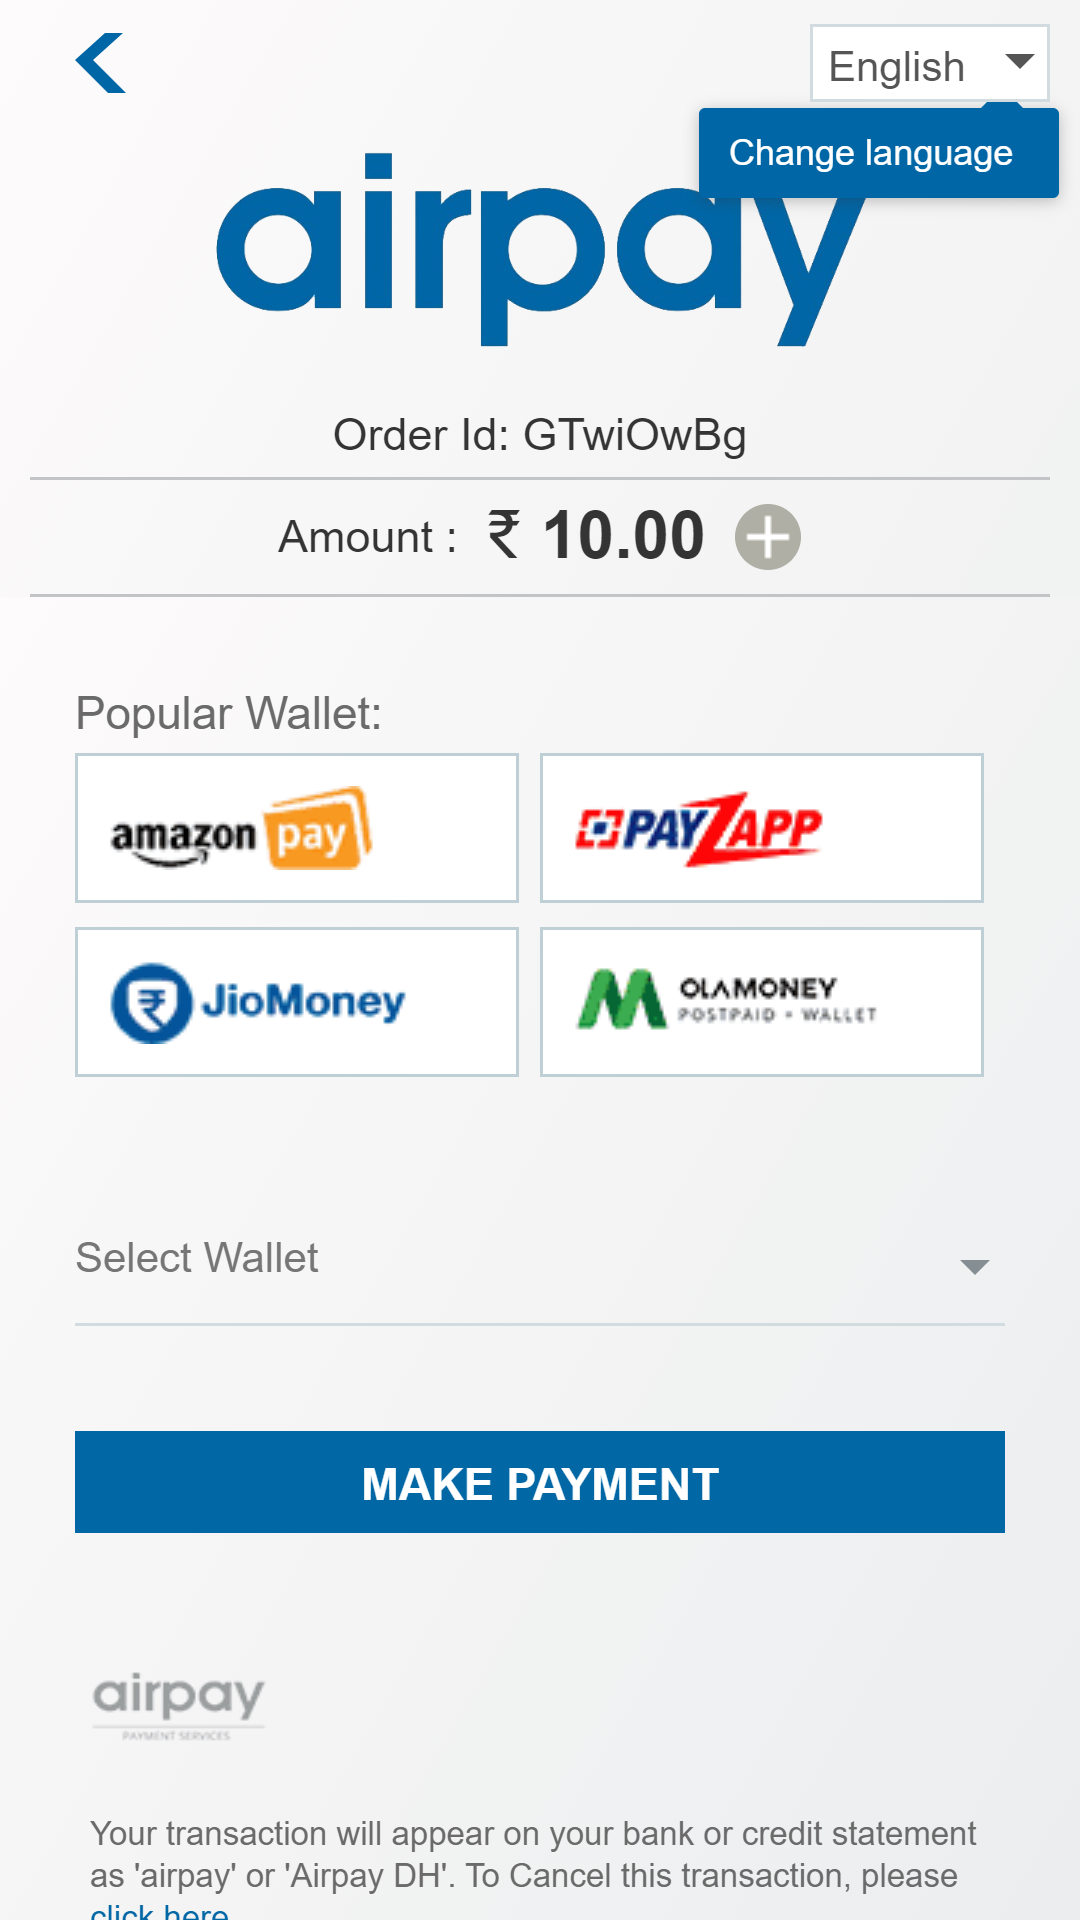 English
Change language
airpay
Order Id: GTwiOwBg
Amount : ₹ 10.00
Popular Wallet:
amazon pay
PAYZAPP
JioMoney
OLAMONEY
POSTPAID • WALLET
Select Wallet
MAKE PAYMENT
airpay
PAYMENT SERVICES
Your transaction will appear on your bank or credit statement
as 'airpay' or 'Airpay DH'. To Cancel this transaction, please
click here